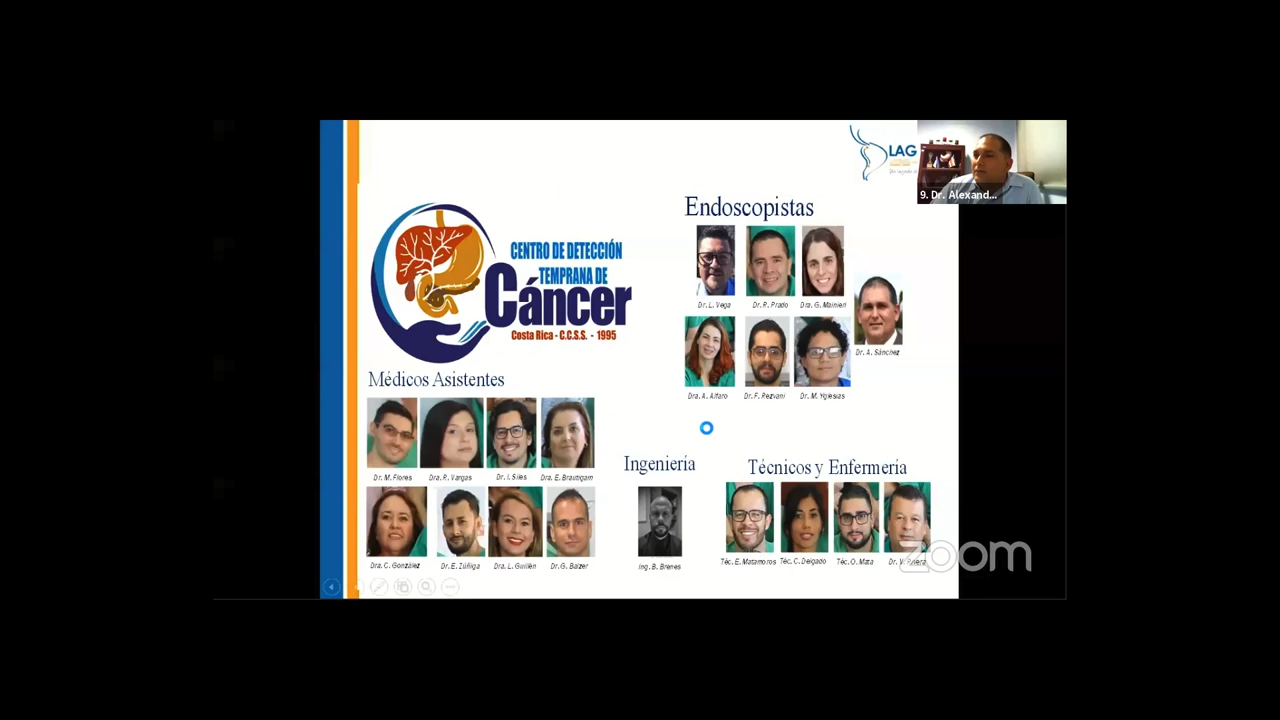 LAG
9. Dr. Alexand...
Endoscopistas
CENTRO DE DETECCIÓN
TEMPRANA DE
Cáncer
Costa Rica - C.C.S.S. - 1995
Dr. L. Vega
Dr. R. Prado
Dra. G. Mainieri
Dr. A. Sánchez
Dra. A. Alfaro
Dr. F. Rezvani
Dr. M. Yglesias
Médicos Asistentes
Dr. M. Flores
Dra. R. Vargas
Dr. I. Siles
Dra. E. Brautigam
Dra. C. González
Dr. E. Zúñiga
Dra. L. Guillén
Dr. G. Balzer
Ingeniería
Ing. B. Brenes
Técnicos y Enfermería
Téc. E. Matamoros
Téc. C. Delgado
Téc. O. Mata
Dr. V.
zoom